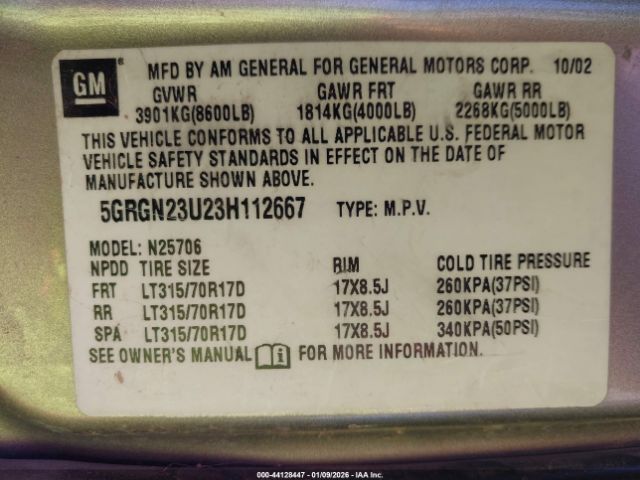 GM
MFD BY AM GENERAL FOR GENERAL MOTORS CORP. 10/02
GVWR GAWR FRT GAWR RR
3901KG(8600LB) 1814KG(4000LB) 2268KG(5000LB)
THIS VEHICLE CONFORMS TO ALL APPLICABLE U.S. FEDERAL MOTOR
VEHICLE SAFETY STANDARDS IN EFFECT ON THE DATE OF
MANUFACTURE SHOWN ABOVE.
5GRGN23U23H112667 TYPE: M.P.V.
MODEL: N25706
NPDD TIRE SIZE RIM COLD TIRE PRESSURE
FRT LT315/70R17D 17X8.5J 260KPA(37PSI)
RR LT315/70R17D 17X8.5J 260KPA(37PSI)
SPA LT315/70R17D 17X8.5J 340KPA(50PSI)
SEE OWNER'S MANUAL FOR MORE INFORMATION.
000-44128447 - 01/09/2026 - IAA Inc.